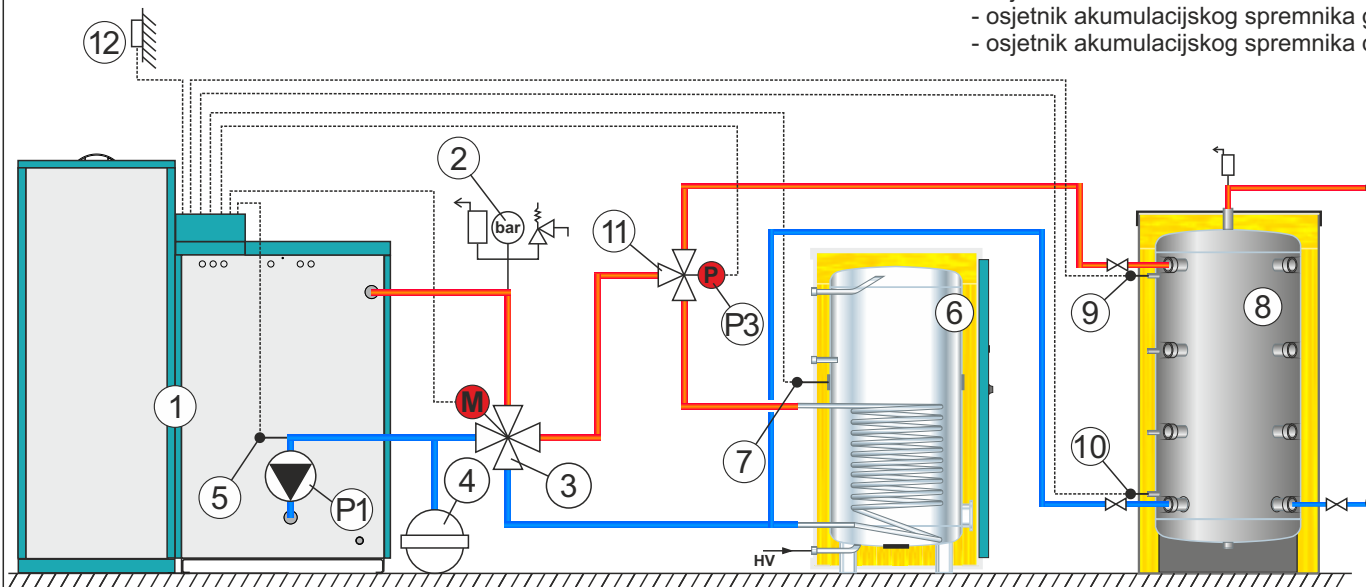 - osjetnik akumulacijskog spremnika g
- osjetnik akumulacijskog spremnika
12
2
bar
11
P
P3
6
9
8
1
M
7
10
5
P1
4
3
HV